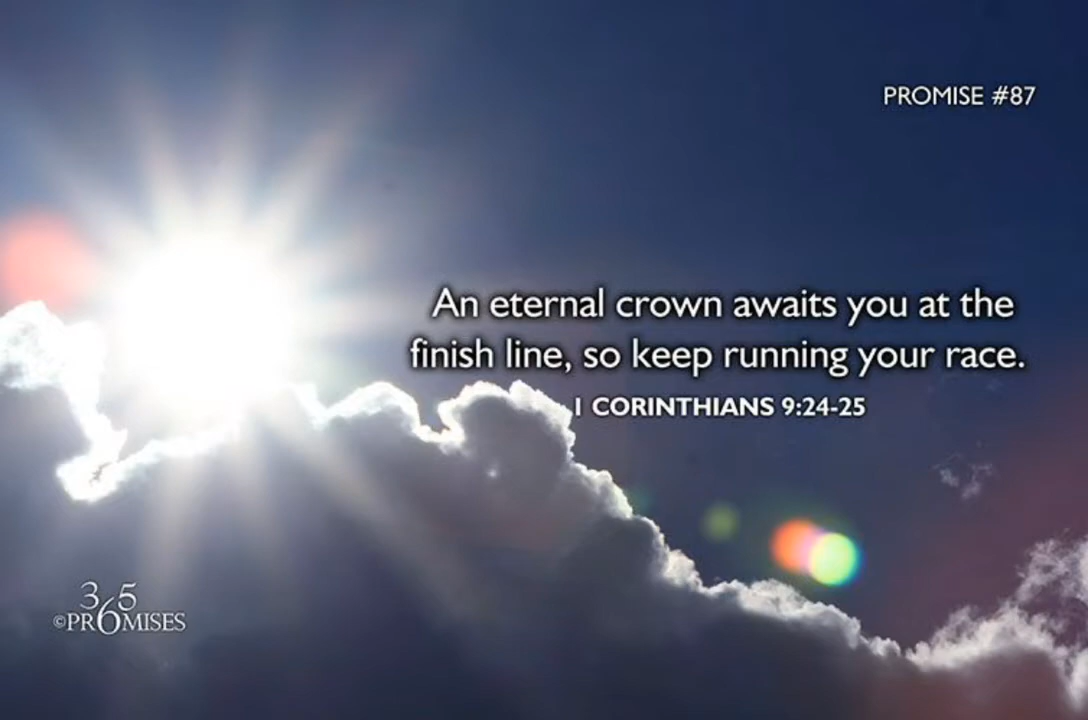 PROMISE #87
An eternal crown awaits you at the
finish line, so keep running your race.
1 CORINTHIANS 9:24-25
365
©PROMISES